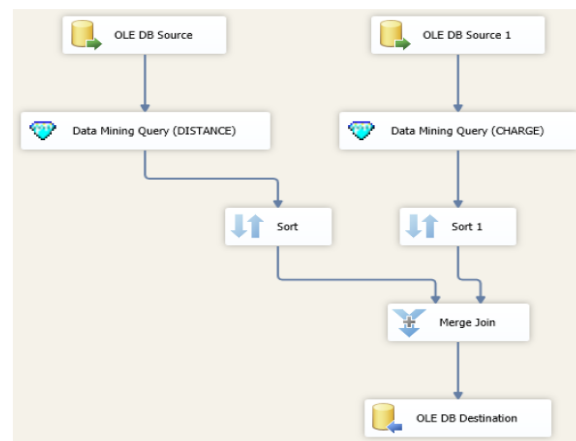 OLE DB Source
OLE DB Source 1
Data Mining Query (DISTANCE)
Data Mining Query (CHARGE)
Sort
Sort 1
Merge Join
OLE DB Destination